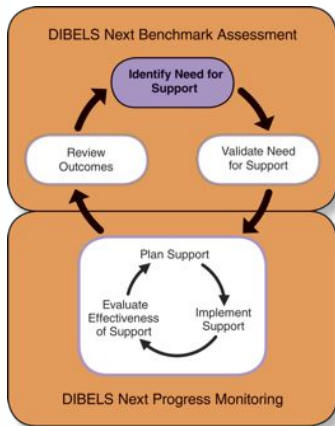 DIBELS Next Benchmark Assessment
Identify Need for
Support
Review
Outcomes
Validate Need
for Support
Plan Support
Implement
Support
Evaluate
Effectiveness
of Support
DIBELS Next Progress Monitoring